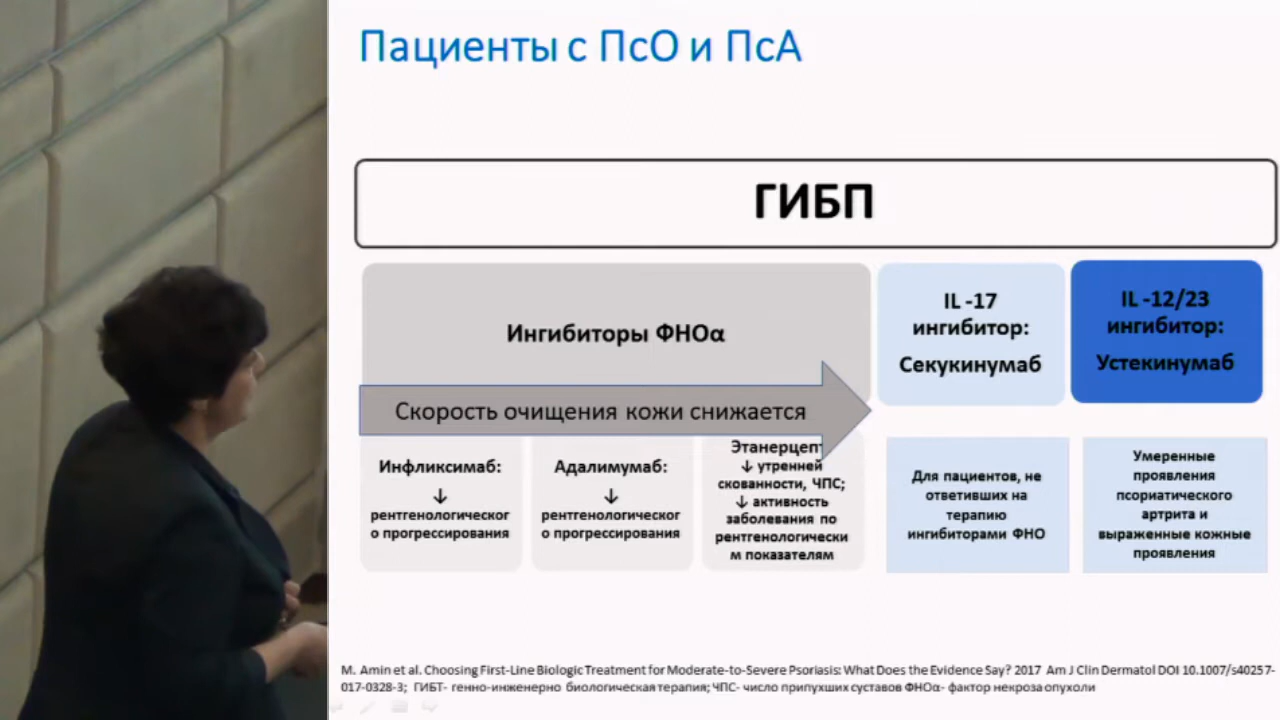 Пациенты с ПсО и ПсА
ГИБП
Ингибиторы ФНОα
IL -17
ингибитор:
Секукинумаб
IL -12/23
ингибитор:
Устекинумаб
Скорость очищения кожи снижается
Инфликсимаб:
↓
рентгенологическог
о прогрессирования
Адалимумаб:
↓
рентгенологическог
о прогрессирования
Этанерцепт
↓ утренней
скованности, ЧПС;
↓ активность
заболевания по
рентгенологически
м показателям
Для пациентов, не
ответивших на
терапию
ингибиторами ФНО
Умеренные
проявления
псориатического
артрита и
выраженные кожные
проявления
M. Amin et al. Choosing First-Line Biologic Treatment for Moderate-to-Severe Psoriasis: What Does the Evidence Say? 2017 Am J Clin Dermatol DOI 10.1007/s40257-
017-0328-3; ГИБТ- генно-инженерно биологическая терапия; ЧПС- число припухших суставов ФНОα- фактор некроза опухоли